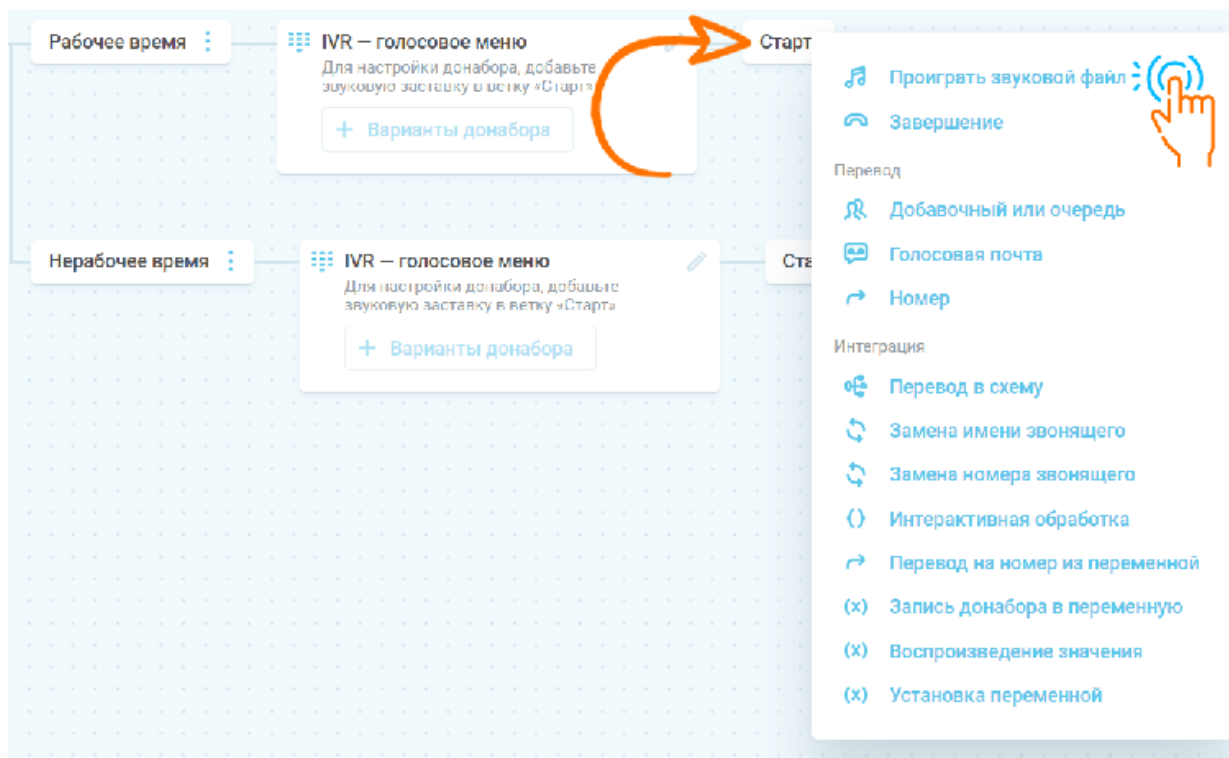 Рабочее время
IVR — голосовое меню
Для настройки донабора, добавьте
звуковую заставку в ветку «Старт»
+ Варианты донабора
Старт
Проиграть звуковой файл
Завершение
Перевод
Добавочный или очередь
Голосовая почта
Номер
Интеграция
Перевод в схему
Замена имени звонящего
Замена номера звонящего
Интерактивная обработка
Перевод на номер из переменной
(x) Запись донабора в переменную
(x) Воспроизведение значения
(x) Установка переменной
Нерабочее время
IVR — голосовое меню
Для настройки донабора, добавьте
звуковую заставку в ветку «Старт»
+ Варианты донабора
Ста